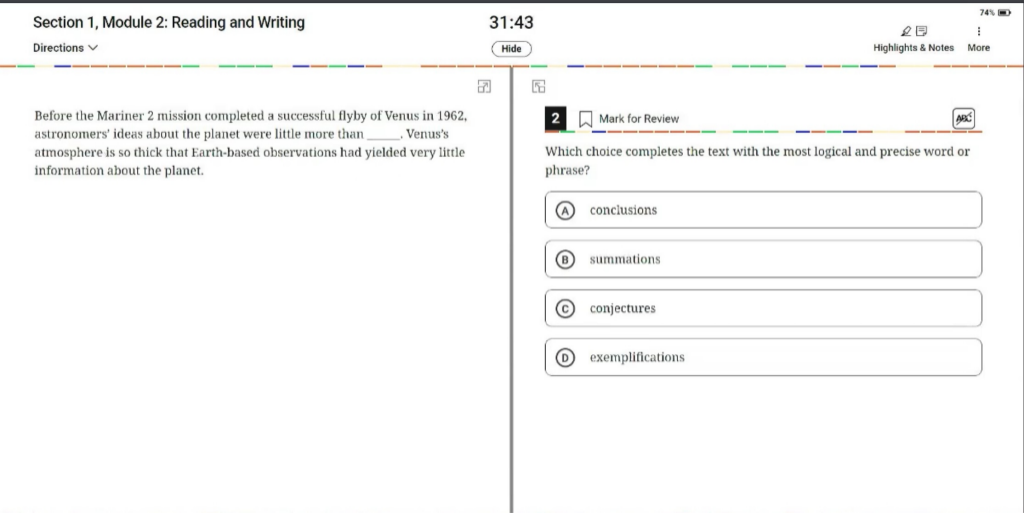 Section 1, Module 2: Reading and Writing
31:43
74%
Directions
Hide
Highlights & Notes
More
Before the Mariner 2 mission completed a successful flyby of Venus in 1962,
astronomers' ideas about the planet were little more than _____. Venus's
atmosphere is so thick that Earth-based observations had yielded very little
information about the planet.
2
Mark for Review
ABC
Which choice completes the text with the most logical and precise word or
phrase?
A conclusions
B summations
C conjectures
D exemplifications